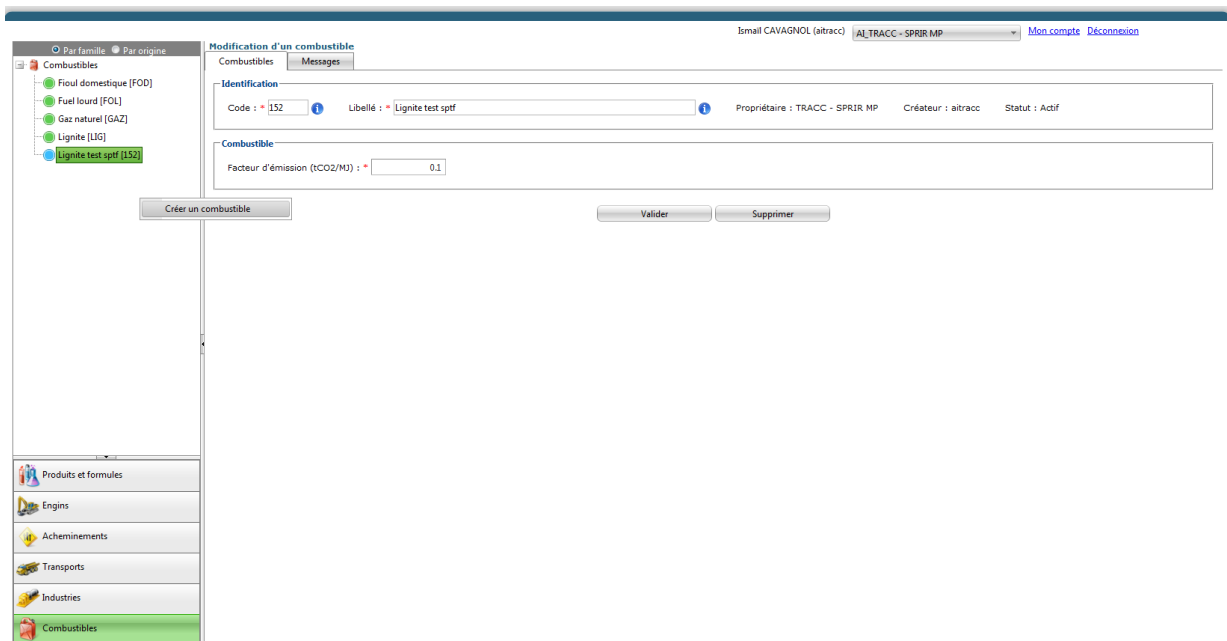 Ismail CAVAGNOL (aitracc) AI_TRACC - SPRIR MP Mon compte Déconnexion
Par famille Par origine
Combustibles
Fioul domestique [FOD]
Fuel lourd [FOL]
Gaz naturel [GAZ]
Lignite [LIG]
Lignite test sptf [152]
Créer un combustible
Modification d'un combustible
Combustibles Messages
Identification
Code : * 152 Libellé : * Lignite test sptf Propriétaire : TRACC - SPRIR MP Créateur : aitracc Statut : Actif
Combustible
Facteur d'émission (tCO2/MJ) : * 0.1
Valider Supprimer
Produits et formules
Engins
Acheminements
Transports
Industries
Combustibles